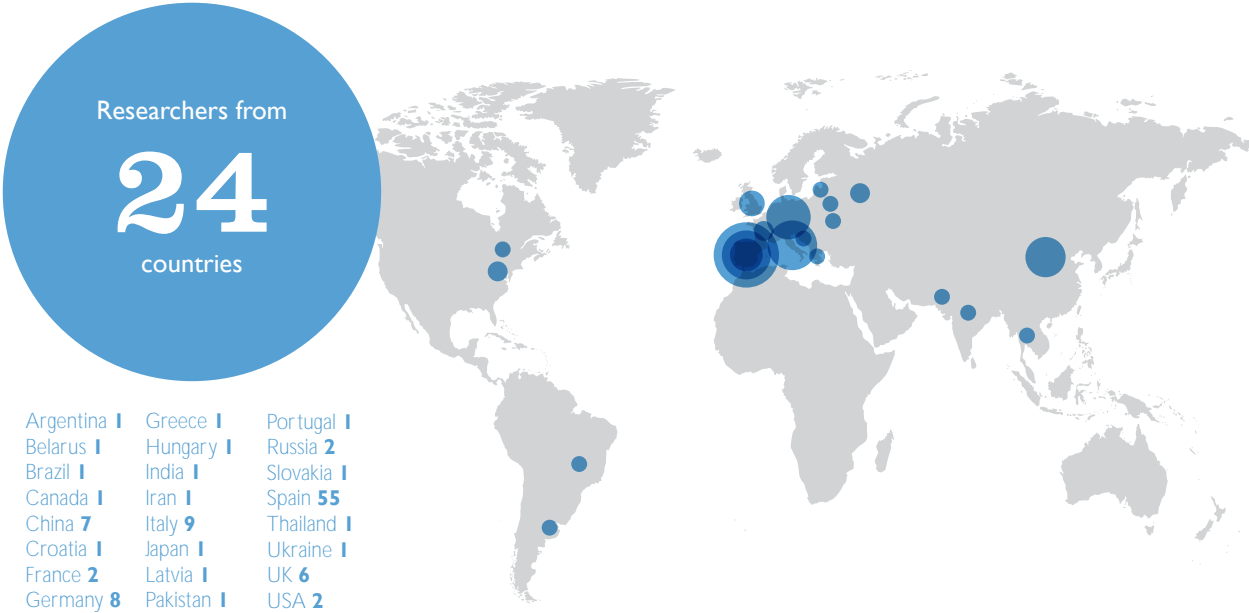 Researchers from
24
countries
Argentina 1
Belarus 1
Brazil 1
Canada 1
China 7
Croatia 1
France 2
Germany 8
Greece 1
Hungary 1
India 1
Iran 1
Italy 9
Japan 1
Latvia 1
Pakistan 1
Portugal 1
Russia 2
Slovakia 1
Spain 55
Thailand 1
Ukraine 1
UK 6
USA 2